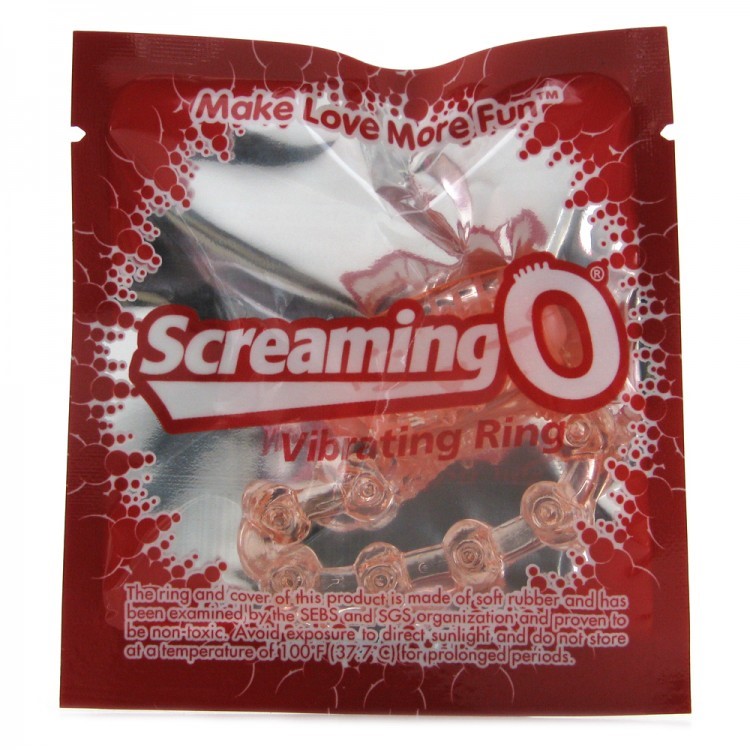 Make Love More Fun™
Screaming O®
Vibrating Ring
The ring and cover of this product is made of soft rubber and has
been examined by the SEBS and SGS organization and proven to
be non-toxic. Avoid exposure to direct sunlight and do not store
at a temperature of 100°F (37.7°C) for prolonged periods.